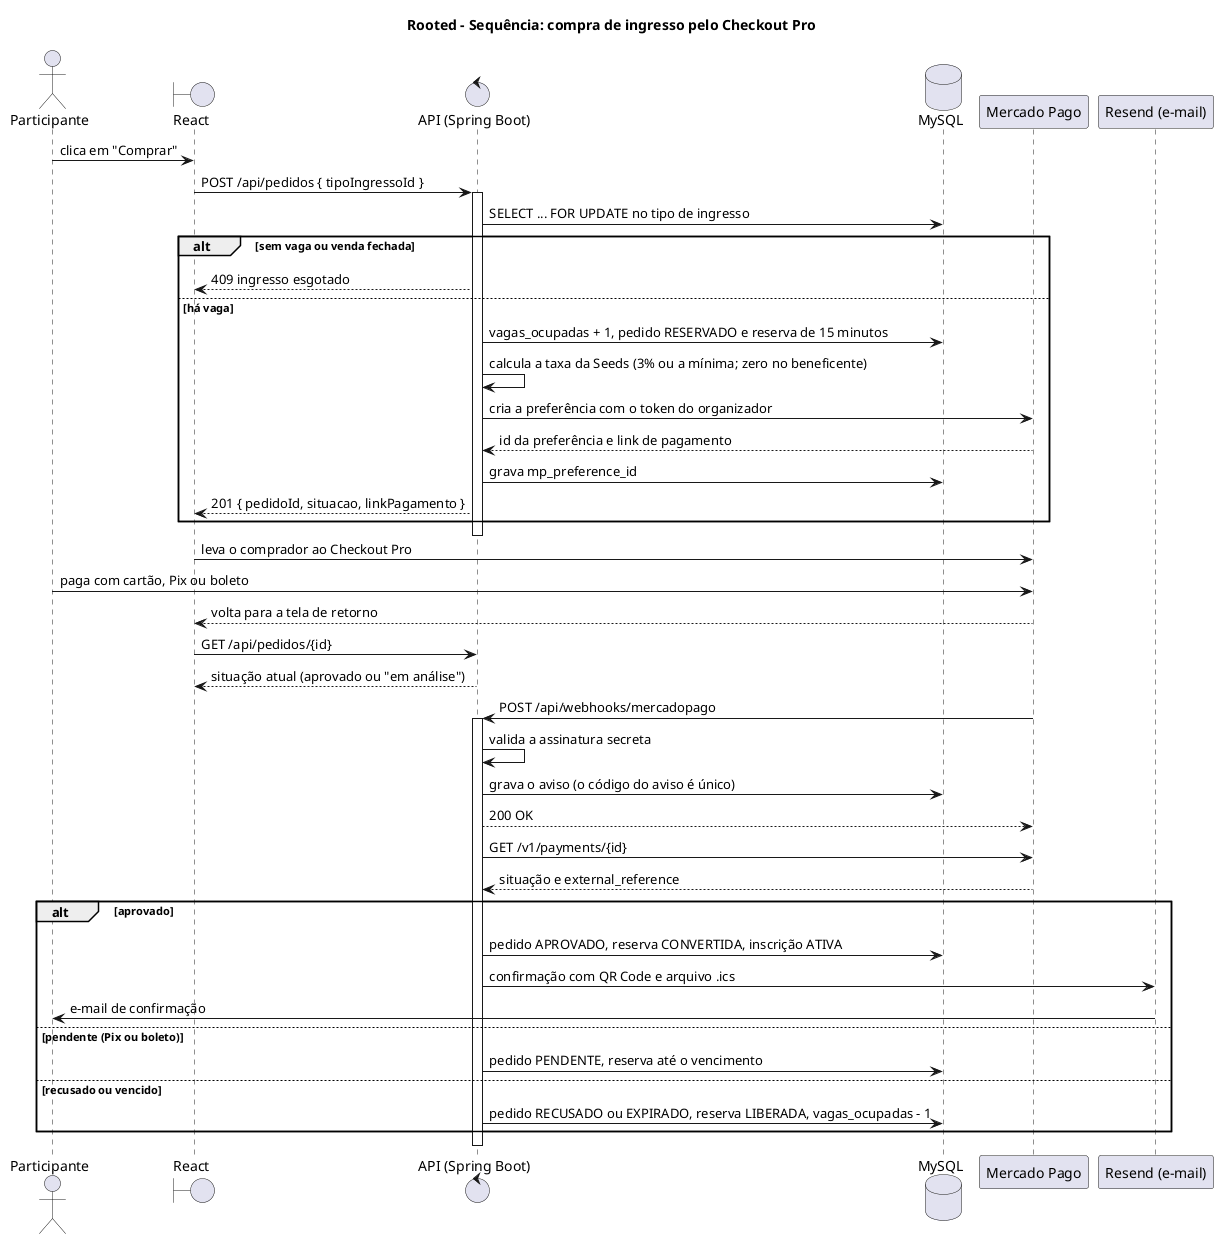 Rooted - Sequência: compra de ingresso pelo Checkout Pro
Participante
React
API (Spring Boot)
MySQL
Mercado Pago
Resend (e-mail)
clica em "Comprar"
POST /api/pedidos { tipoIngressoId }
SELECT ... FOR UPDATE no tipo de ingresso
alt [sem vaga ou venda fechada]
409 ingresso esgotado
[há vaga]
vagas_ocupadas + 1, pedido RESERVADO e reserva de 15 minutos
calcula a taxa da Seeds (3% ou a mínima; zero no beneficente)
cria a preferência com o token do organizador
id da preferência e link de pagamento
grava mp_preference_id
201 { pedidoId, situacao, linkPagamento }
leva o comprador ao Checkout Pro
paga com cartão, Pix ou boleto
volta para a tela de retorno
GET /api/pedidos/{id}
situação atual (aprovado ou "em análise")
POST /api/webhooks/mercadopago
valida a assinatura secreta
grava o aviso (o código do aviso é único)
200 OK
GET /v1/payments/{id}
situação e external_reference
alt [aprovado]
pedido APROVADO, reserva CONVERTIDA, inscrição ATIVA
confirmação com QR Code e arquivo .ics
e-mail de confirmação
[pendente (Pix ou boleto)]
pedido PENDENTE, reserva até o vencimento
[recusado ou vencido]
pedido RECUSADO ou EXPIRADO, reserva LIBERADA, vagas_ocupadas - 1
Participante
React
API (Spring Boot)
MySQL
Mercado Pago
Resend (e-mail)